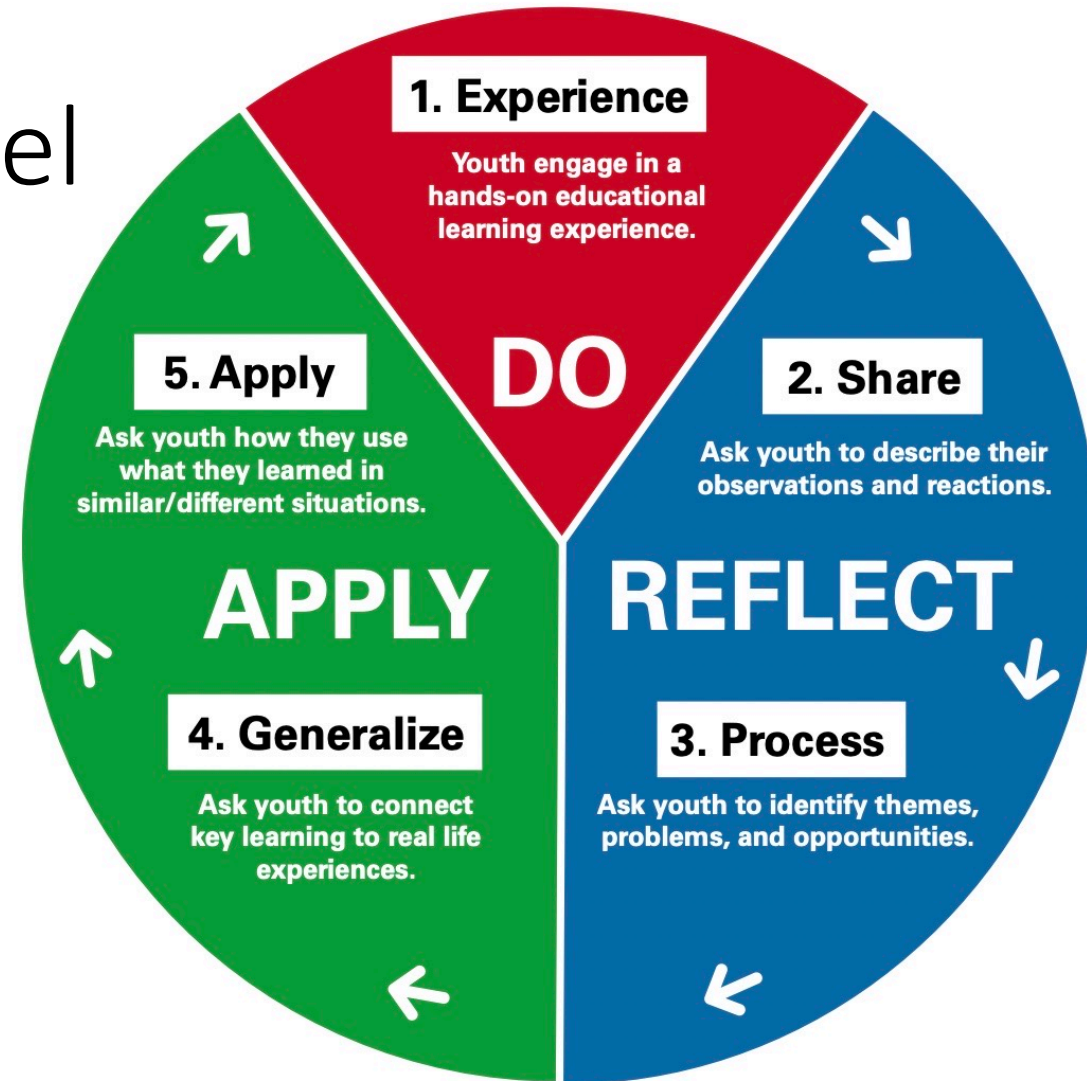 el
1. Experience
Youth engage in a
hands-on educational
learning experience.
DO
2. Share
Ask youth to describe their
observations and reactions.
REFLECT
3. Process
Ask youth to identify themes,
problems, and opportunities.
4. Generalize
Ask youth to connect
key learning to real life
experiences.
APPLY
5. Apply
Ask youth how they use
what they learned in
similar/different situations.